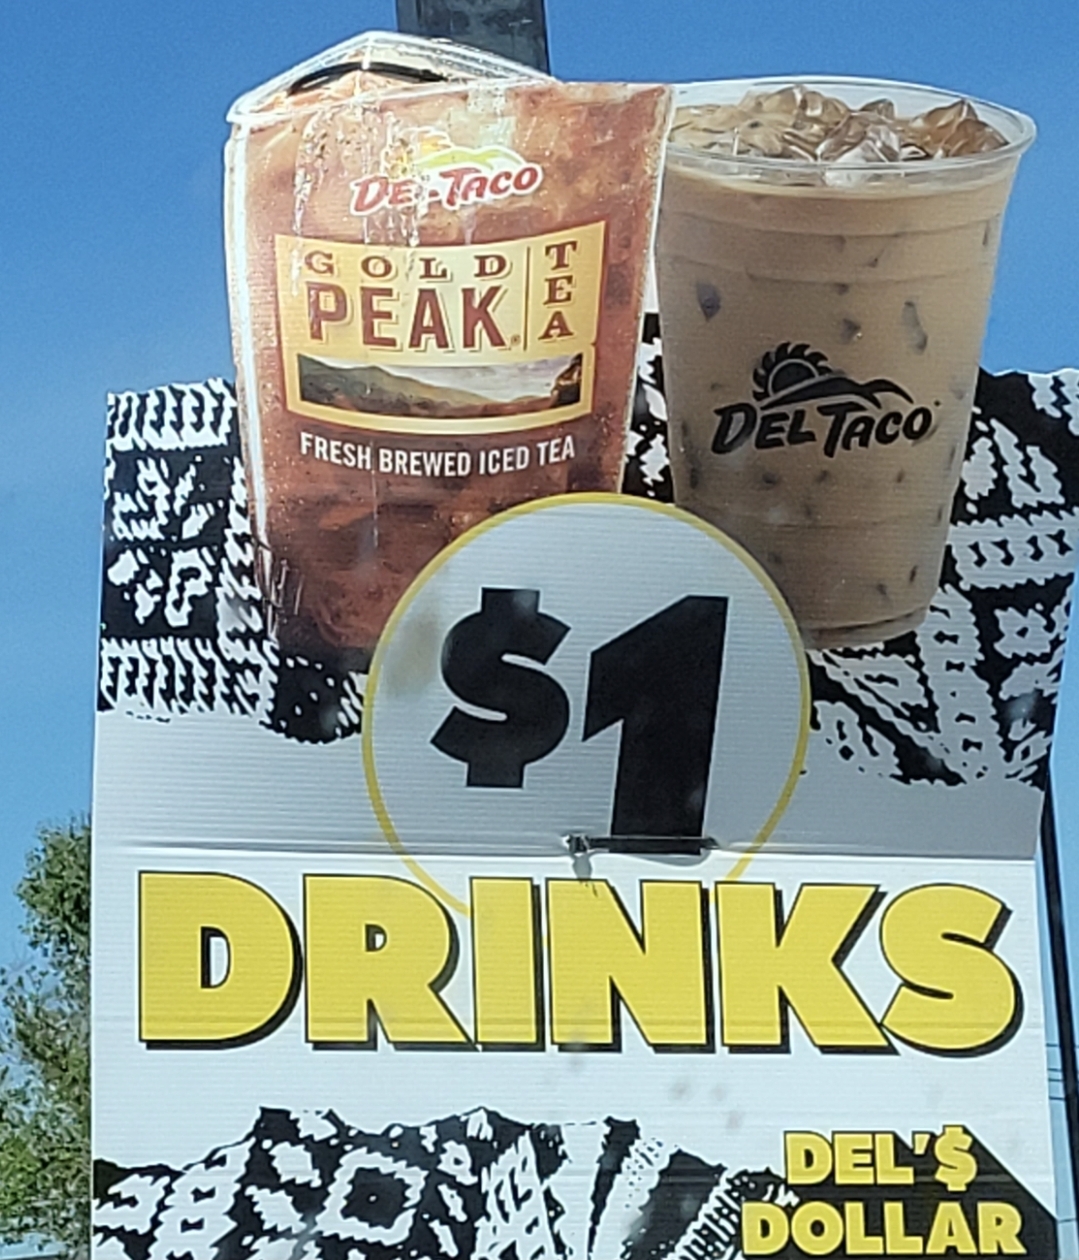 DEL TACO
GOLD PEAK TEA
FRESH BREWED ICED TEA
DEL TACO
$1
DRINKS
DEL'$
DOLLAR